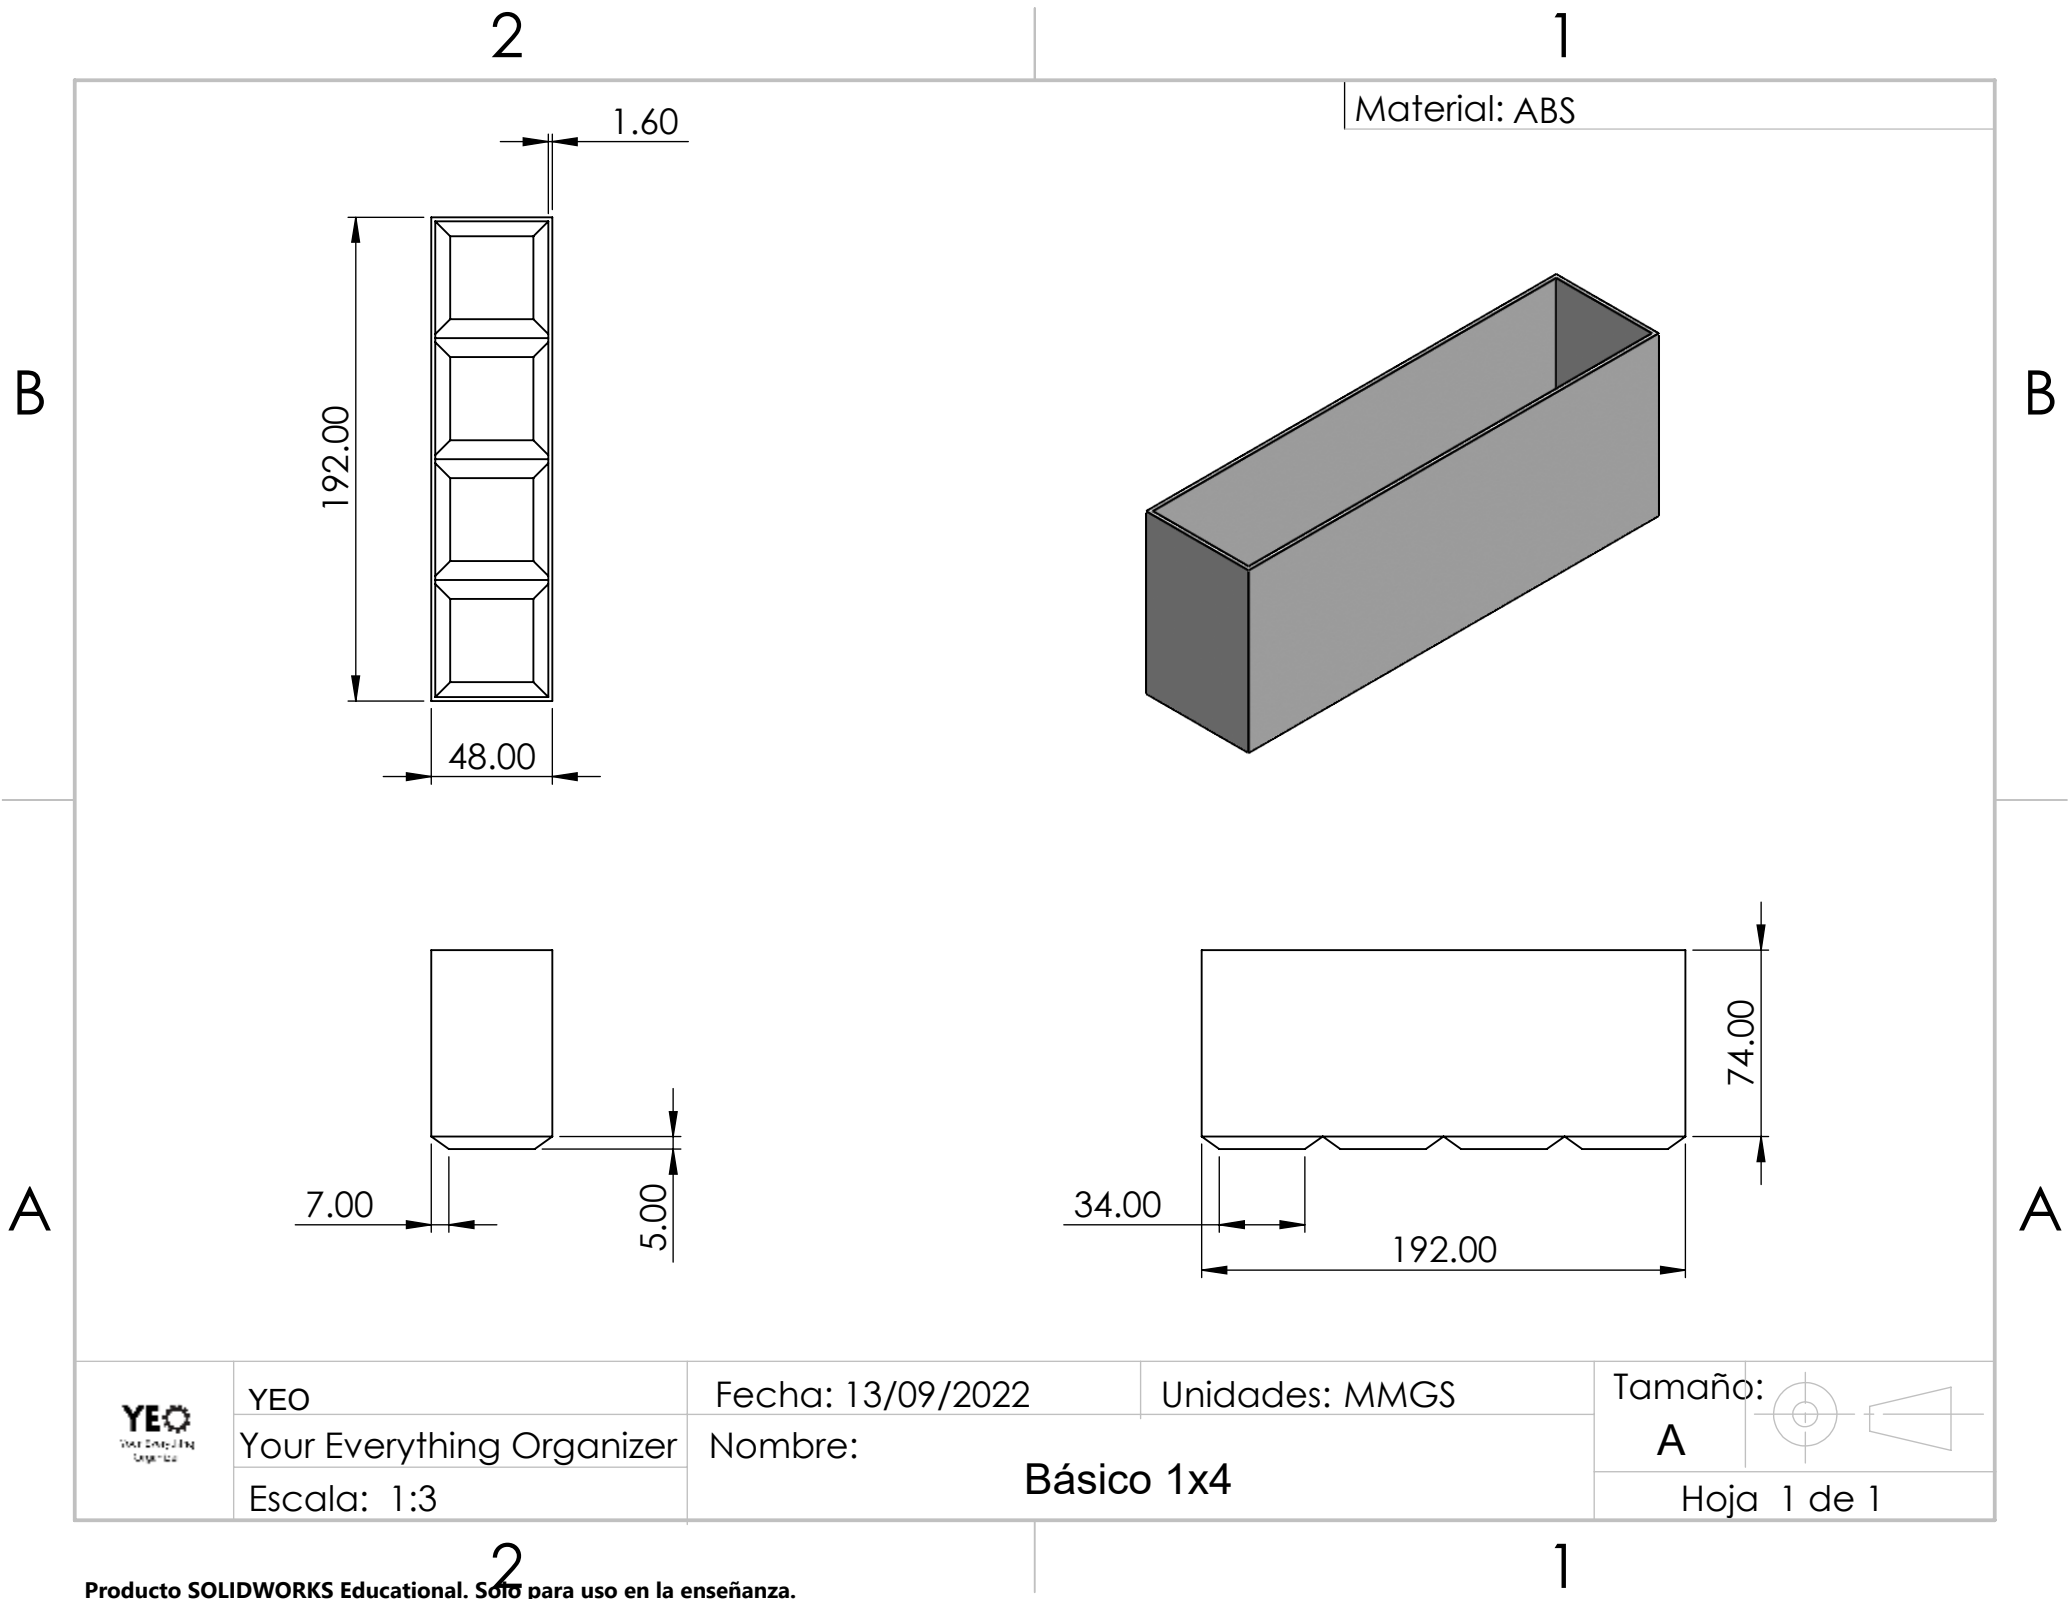 2
1
Material: ABS
1.60
B
B
192.00
48.00
74.00
A
A
7.00
5.00
34.00
192.00
YEO
YEO
Fecha: 13/09/2022
Unidades: MMGS
Tamaño:
A
Your Everything Organizer
Nombre:
Básico 1x4
Escala: 1:3
Hoja 1 de 1
2
1
Producto SOLIDWORKS Educational. Solo para uso en la enseñanza.